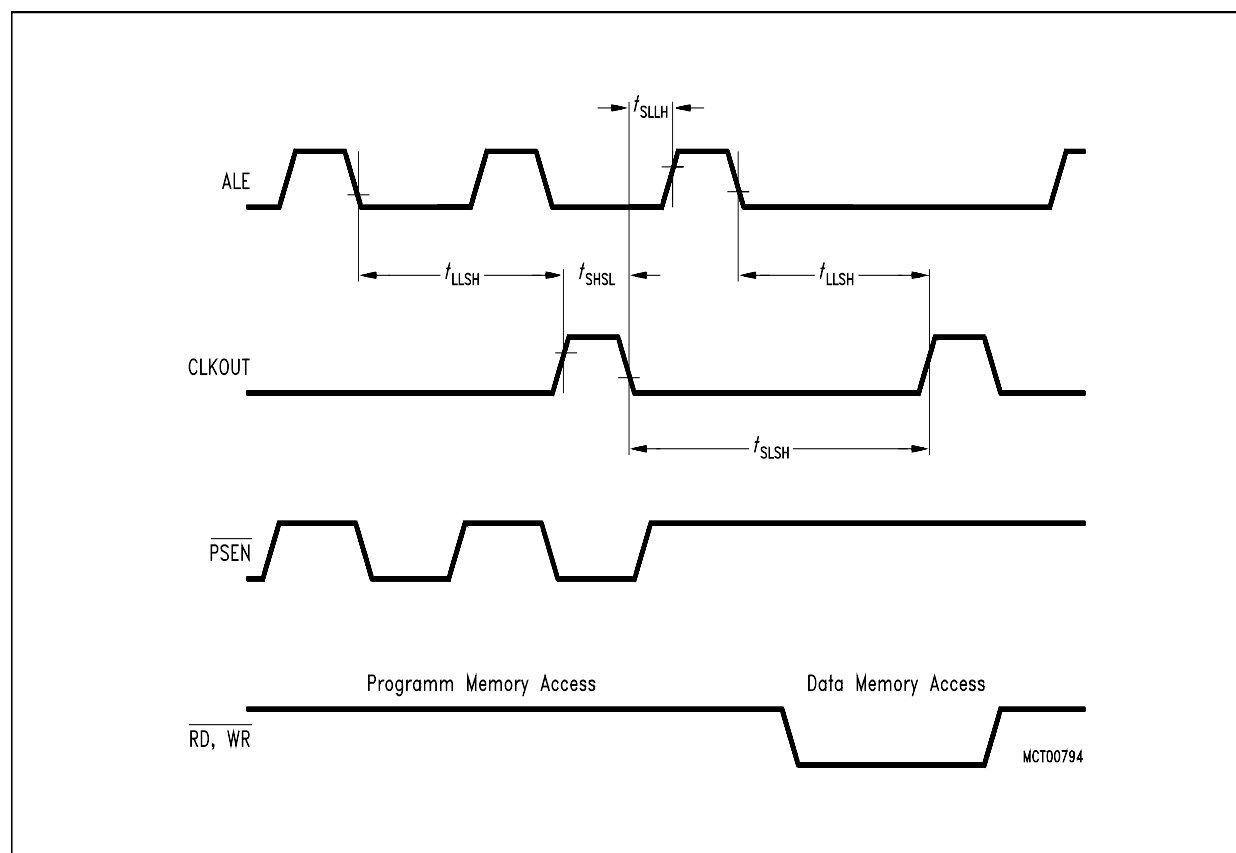 tSLLH
ALE
tLLSH
tSHSL
tLLSH
CLKOUT
tSLSH
PSEN
Programm Memory Access
Data Memory Access
RD, WR
MCT00794